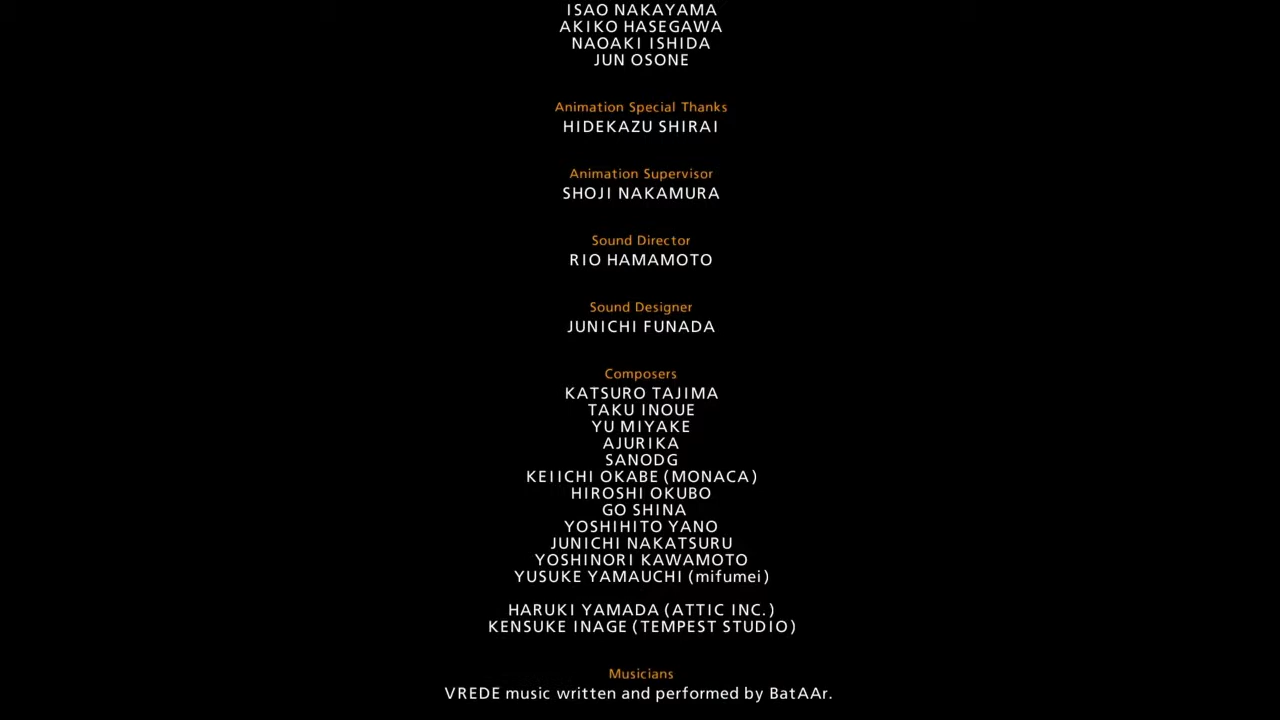 ISAO NAKAYAMA
AKIKO HASEGAWA
NAOAKI ISHIDA
JUN OSONE
Animation Special Thanks
HIDEKAZU SHIRAI
Animation Supervisor
SHOJI NAKAMURA
Sound Director
RIO HAMAMOTO
Sound Designer
JUNICHI FUNADA
Composers
KATSURO TAJIMA
TAKU INOUE
YU MIYAKE
AJURIKA
SANODG
KEIICHI OKABE (MONACA)
HIROSHI OKUBO
GO SHINA
YOSHIHITO YANO
JUNICHI NAKATSURU
YOSHINORI KAWAMOTO
YUSUKE YAMAUCHI (mifumei)
HARUKI YAMADA (ATTIC INC.)
KENSUKE INAGE (TEMPEST STUDIO)
Musicians
VREDE music written and performed by BatAAr.